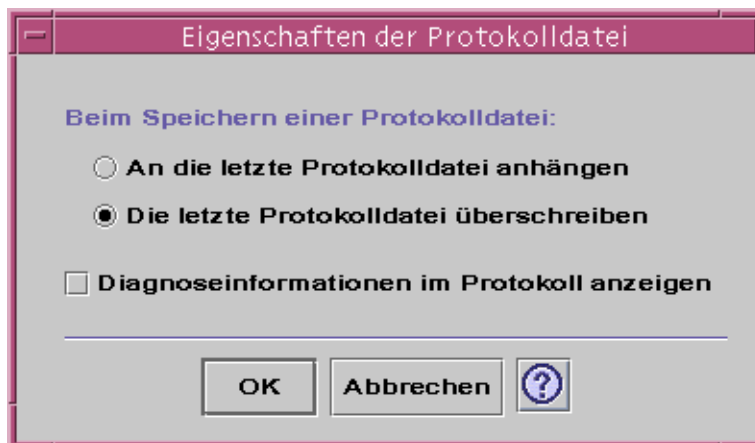 Eigenschaften der Protokolldatei
Beim Speichern einer Protokolldatei:
An die letzte Protokolldatei anhängen
Die letzte Protokolldatei überschreiben
Diagnoseinformationen im Protokoll anzeigen
OK Abbrechen ?